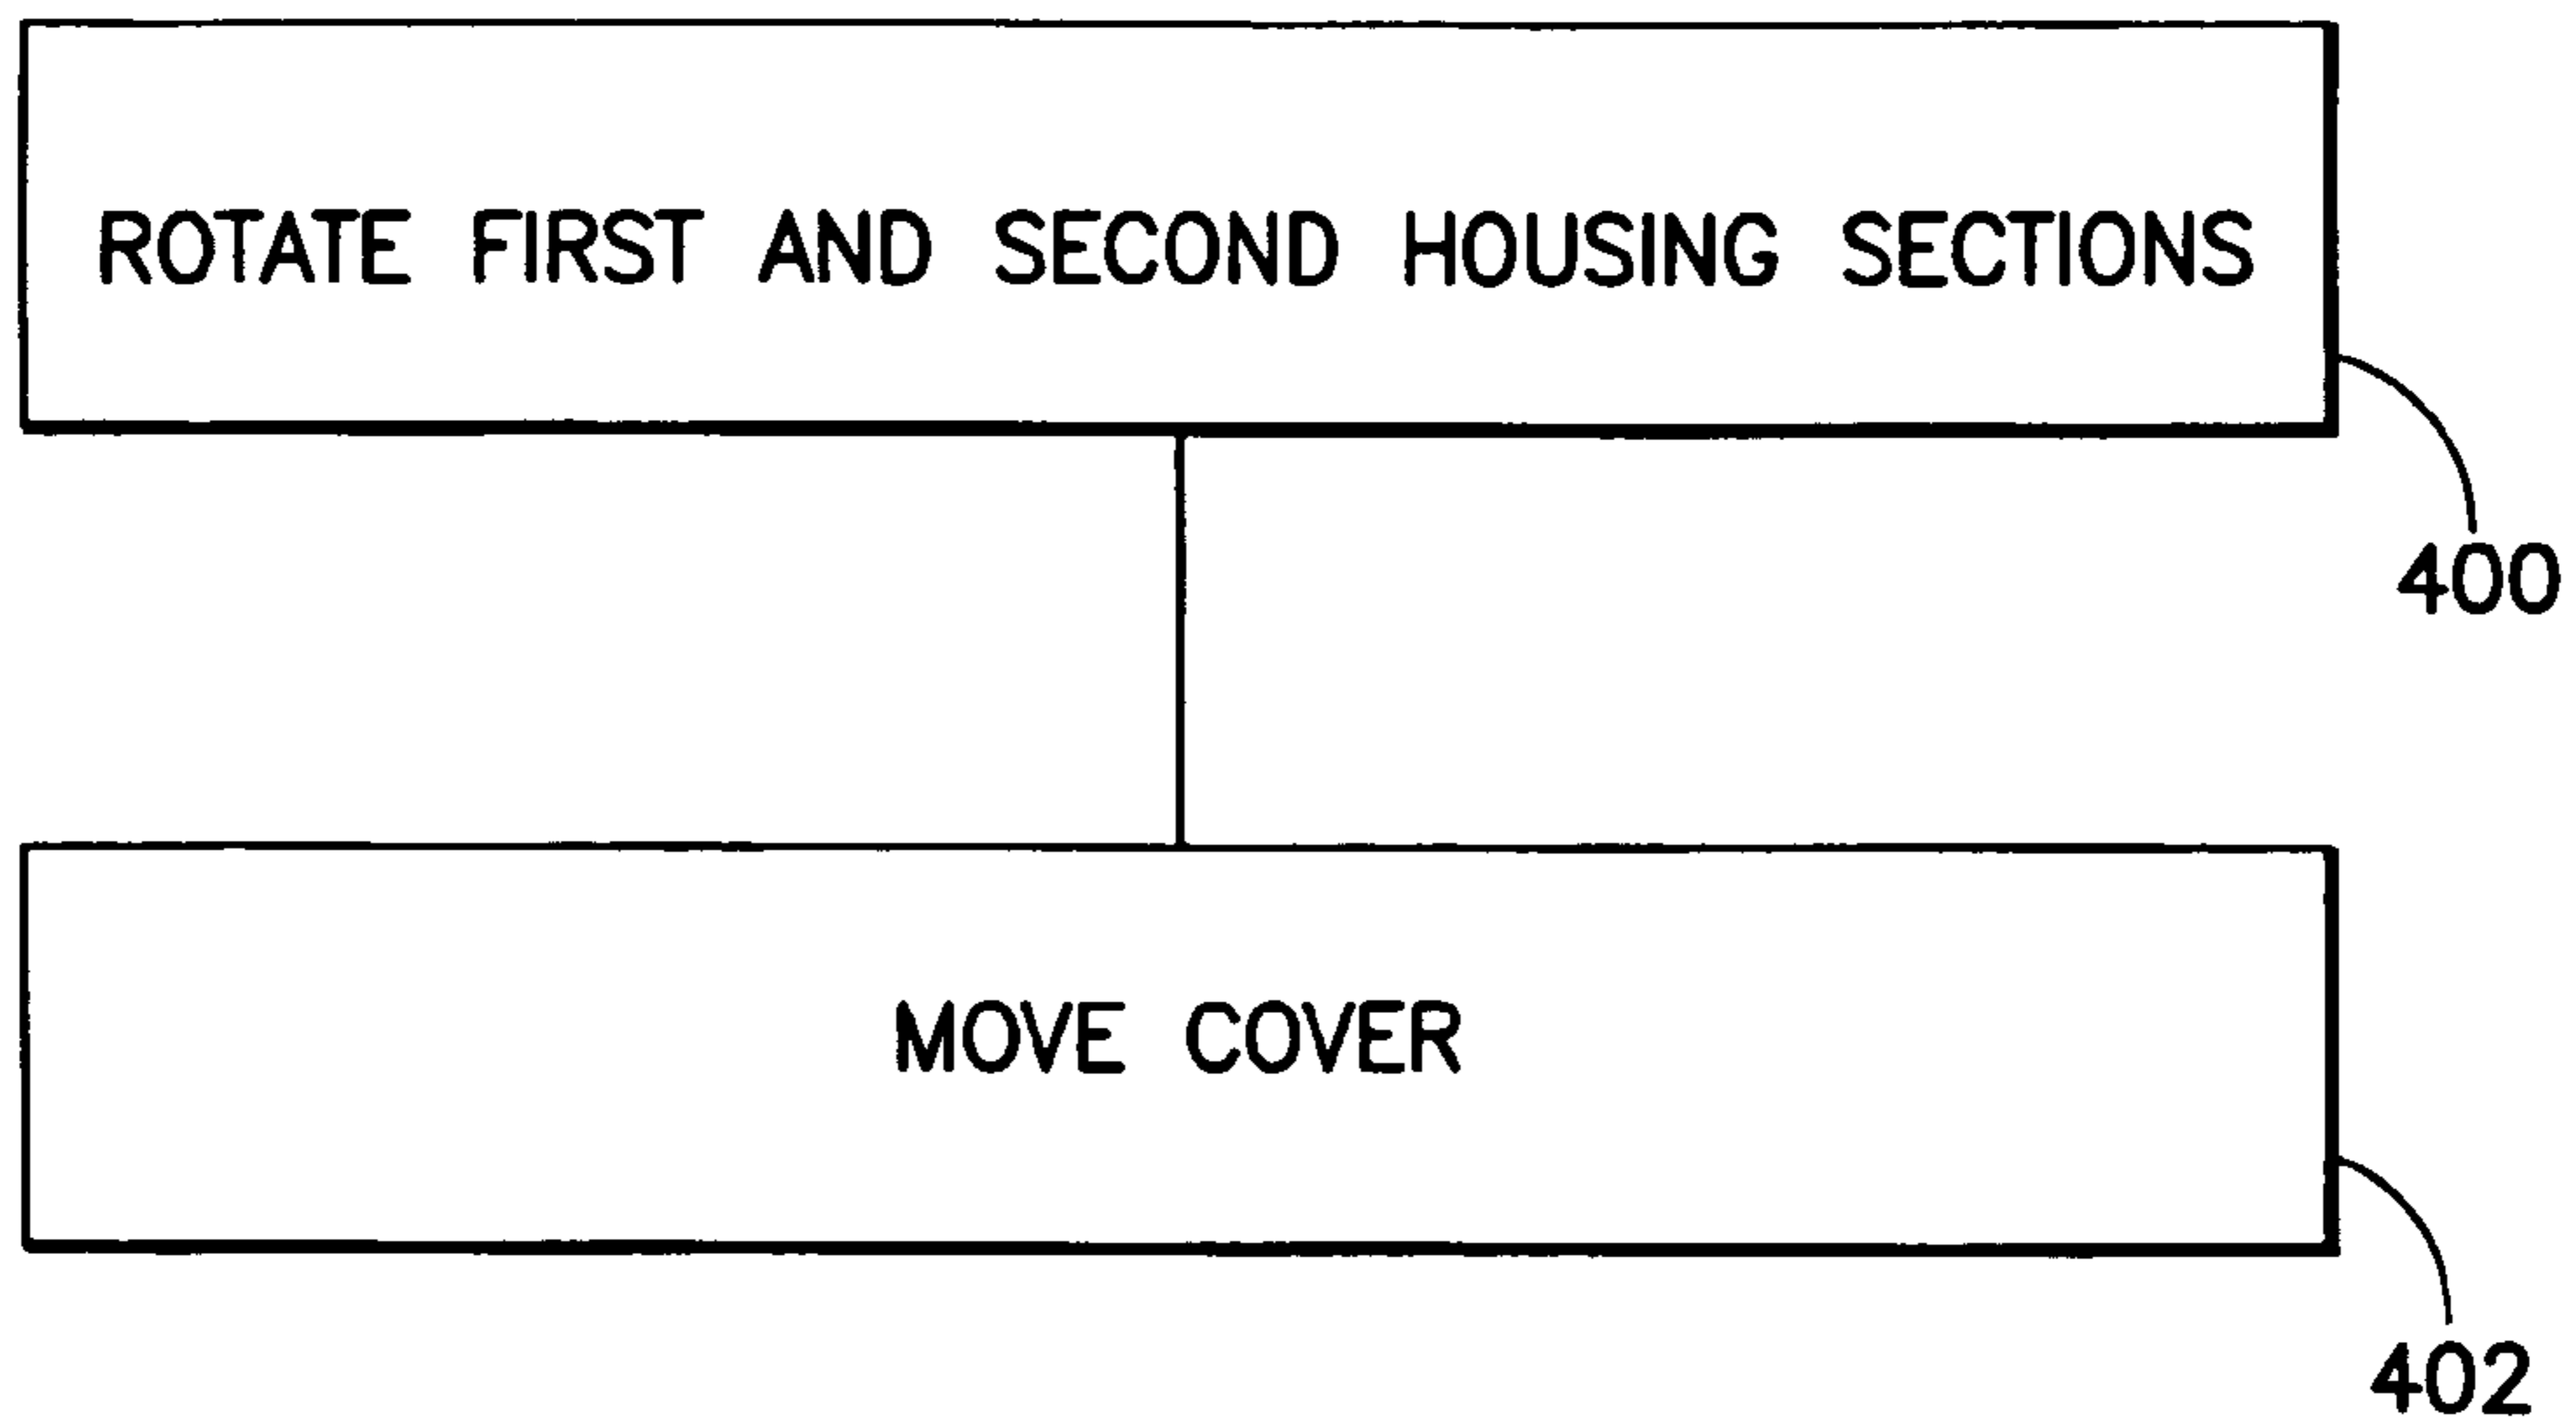 ROTATE FIRST AND SECOND HOUSING SECTIONS
400
MOVE COVER
402